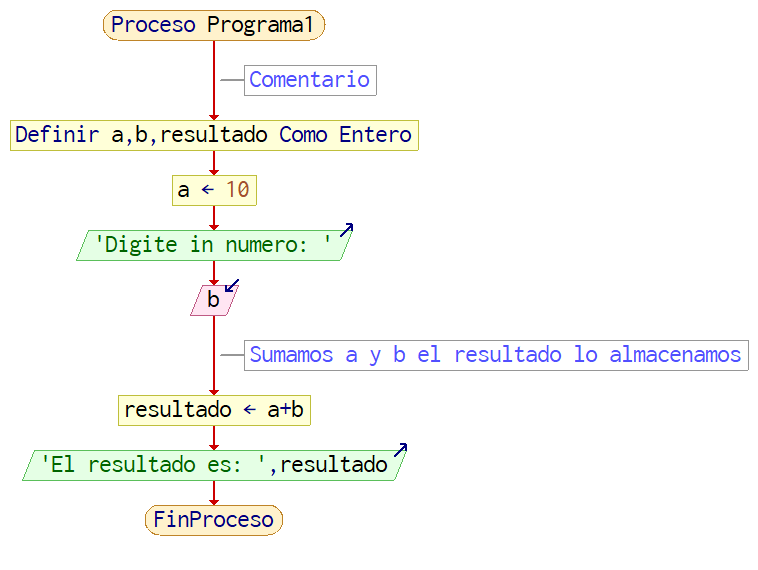 Proceso Programa1
Comentario
Definir a,b,resultado Como Entero
a ← 10
'Digite in numero: '
b
Sumamos a y b el resultado lo almacenamos
resultado ← a+b
'El resultado es: ',resultado
FinProceso